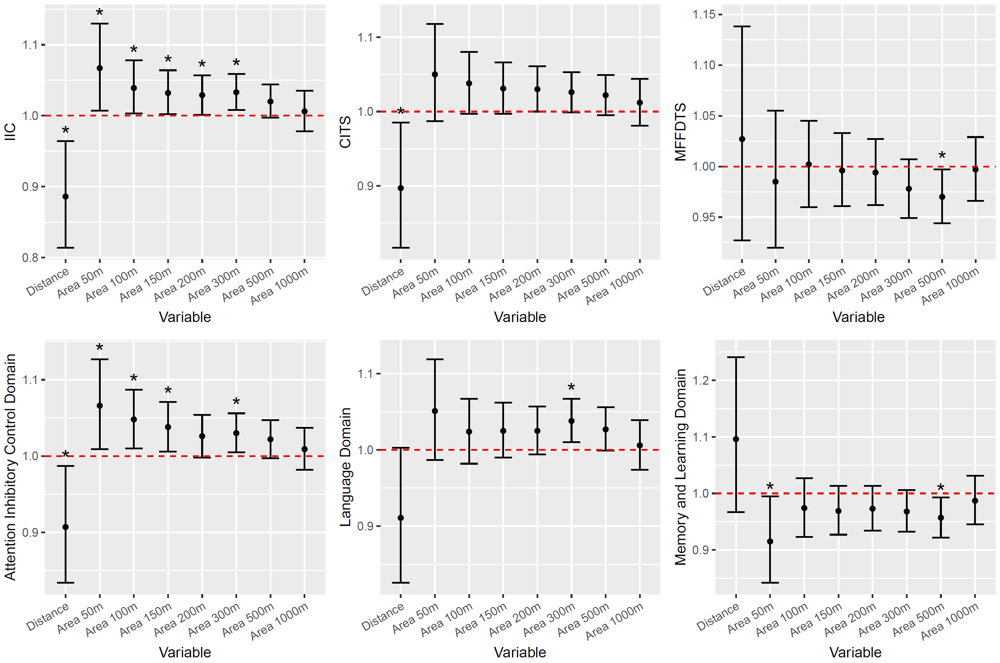 IIC
1.1
1.0
0.9
0.8
*
*
*
*
*
*
Distance
Area 50m
Area 100m
Area 150m
Area 200m
Area 300m
Area 500m
Area 1000m
Variable
CITS
1.1
1.0
0.9
*
Distance
Area 50m
Area 100m
Area 150m
Area 200m
Area 300m
Area 500m
Area 1000m
Variable
MFFDTS
1.15
1.10
1.05
1.00
0.95
*
Distance
Area 50m
Area 100m
Area 150m
Area 200m
Area 300m
Area 500m
Area 1000m
Variable
Attention Inhibitory Control Domain
1.1
1.0
0.9
*
*
*
*
*
Distance
Area 50m
Area 100m
Area 150m
Area 200m
Area 300m
Area 500m
Area 1000m
Variable
Language Domain
1.1
1.0
0.9
*
Distance
Area 50m
Area 100m
Area 150m
Area 200m
Area 300m
Area 500m
Area 1000m
Variable
Memory and Learning Domain
1.2
1.1
1.0
0.9
*
*
Distance
Area 50m
Area 100m
Area 150m
Area 200m
Area 300m
Area 500m
Area 1000m
Variable